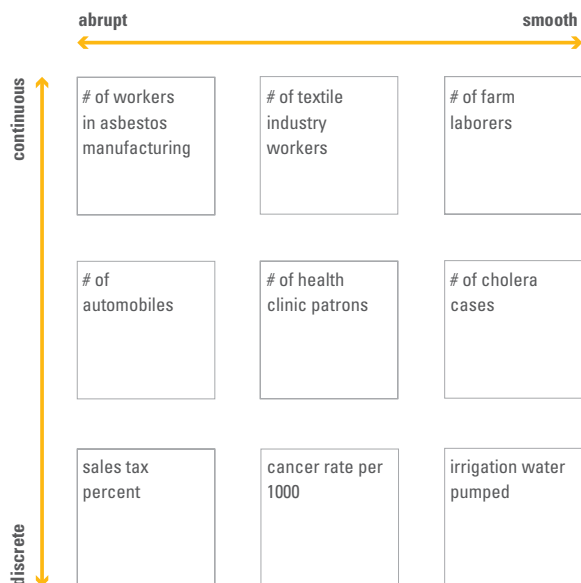 abrupt
smooth
continuous
# of workers
in asbestos
manufacturing
# of textile
industry
workers
# of farm
laborers
# of
automobiles
# of health
clinic patrons
# of cholera
cases
sales tax
percent
cancer rate per
1000
irrigation water
pumped
discrete